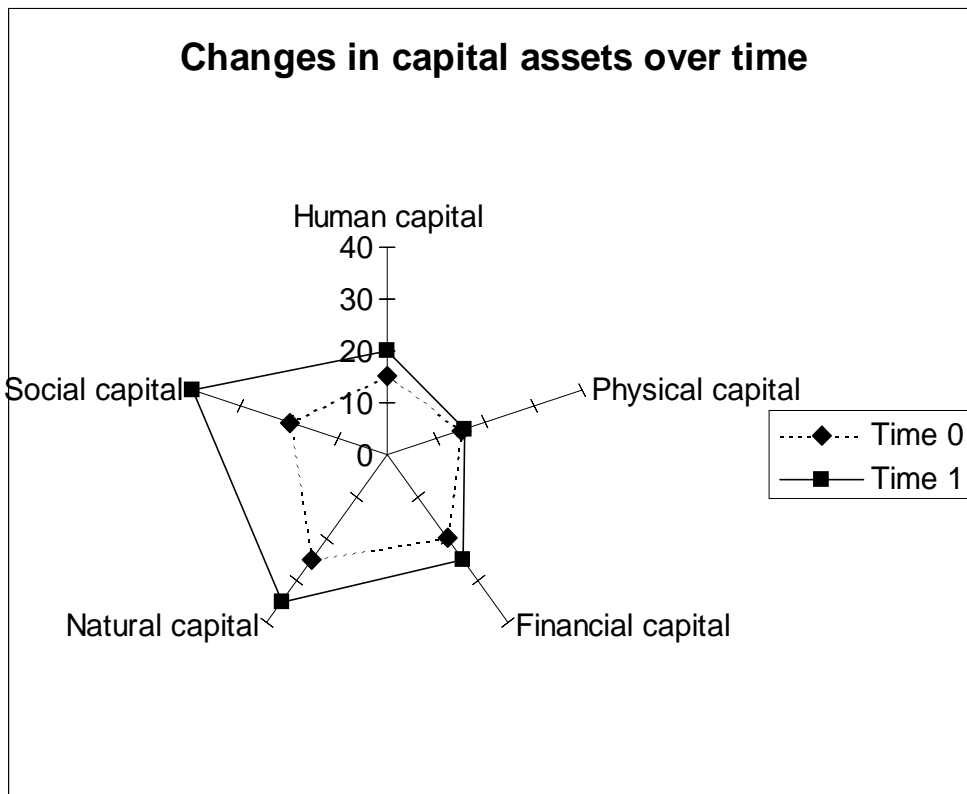 Changes in capital assets over time
Human capital
40
30
20
10
0
Social capital
Physical capital
Natural capital
Financial capital
Time 0
Time 1